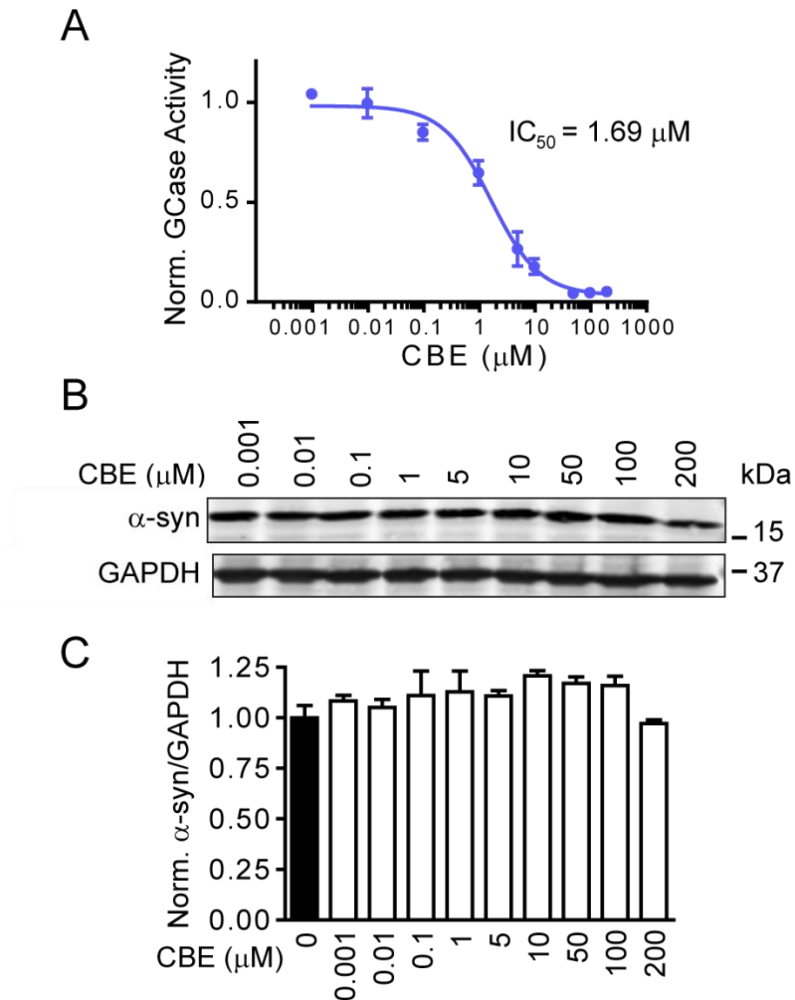 A
Norm. GCase Activity
1.0
0.5
0.0
IC50 = 1.69 μM
0.001 0.01 0.1 1 10 100 1000
CBE (μM)
B
CBE (μM) 0.001 0.01 0.1 1 5 10 50 100 200 kDa
α-syn 15
GAPDH 37
C
Norm. α-syn/GAPDH
1.25
1.00
0.75
0.50
0.25
0.00
CBE (μM) 0 0.001 0.01 0.1 1 5 10 50 100 200